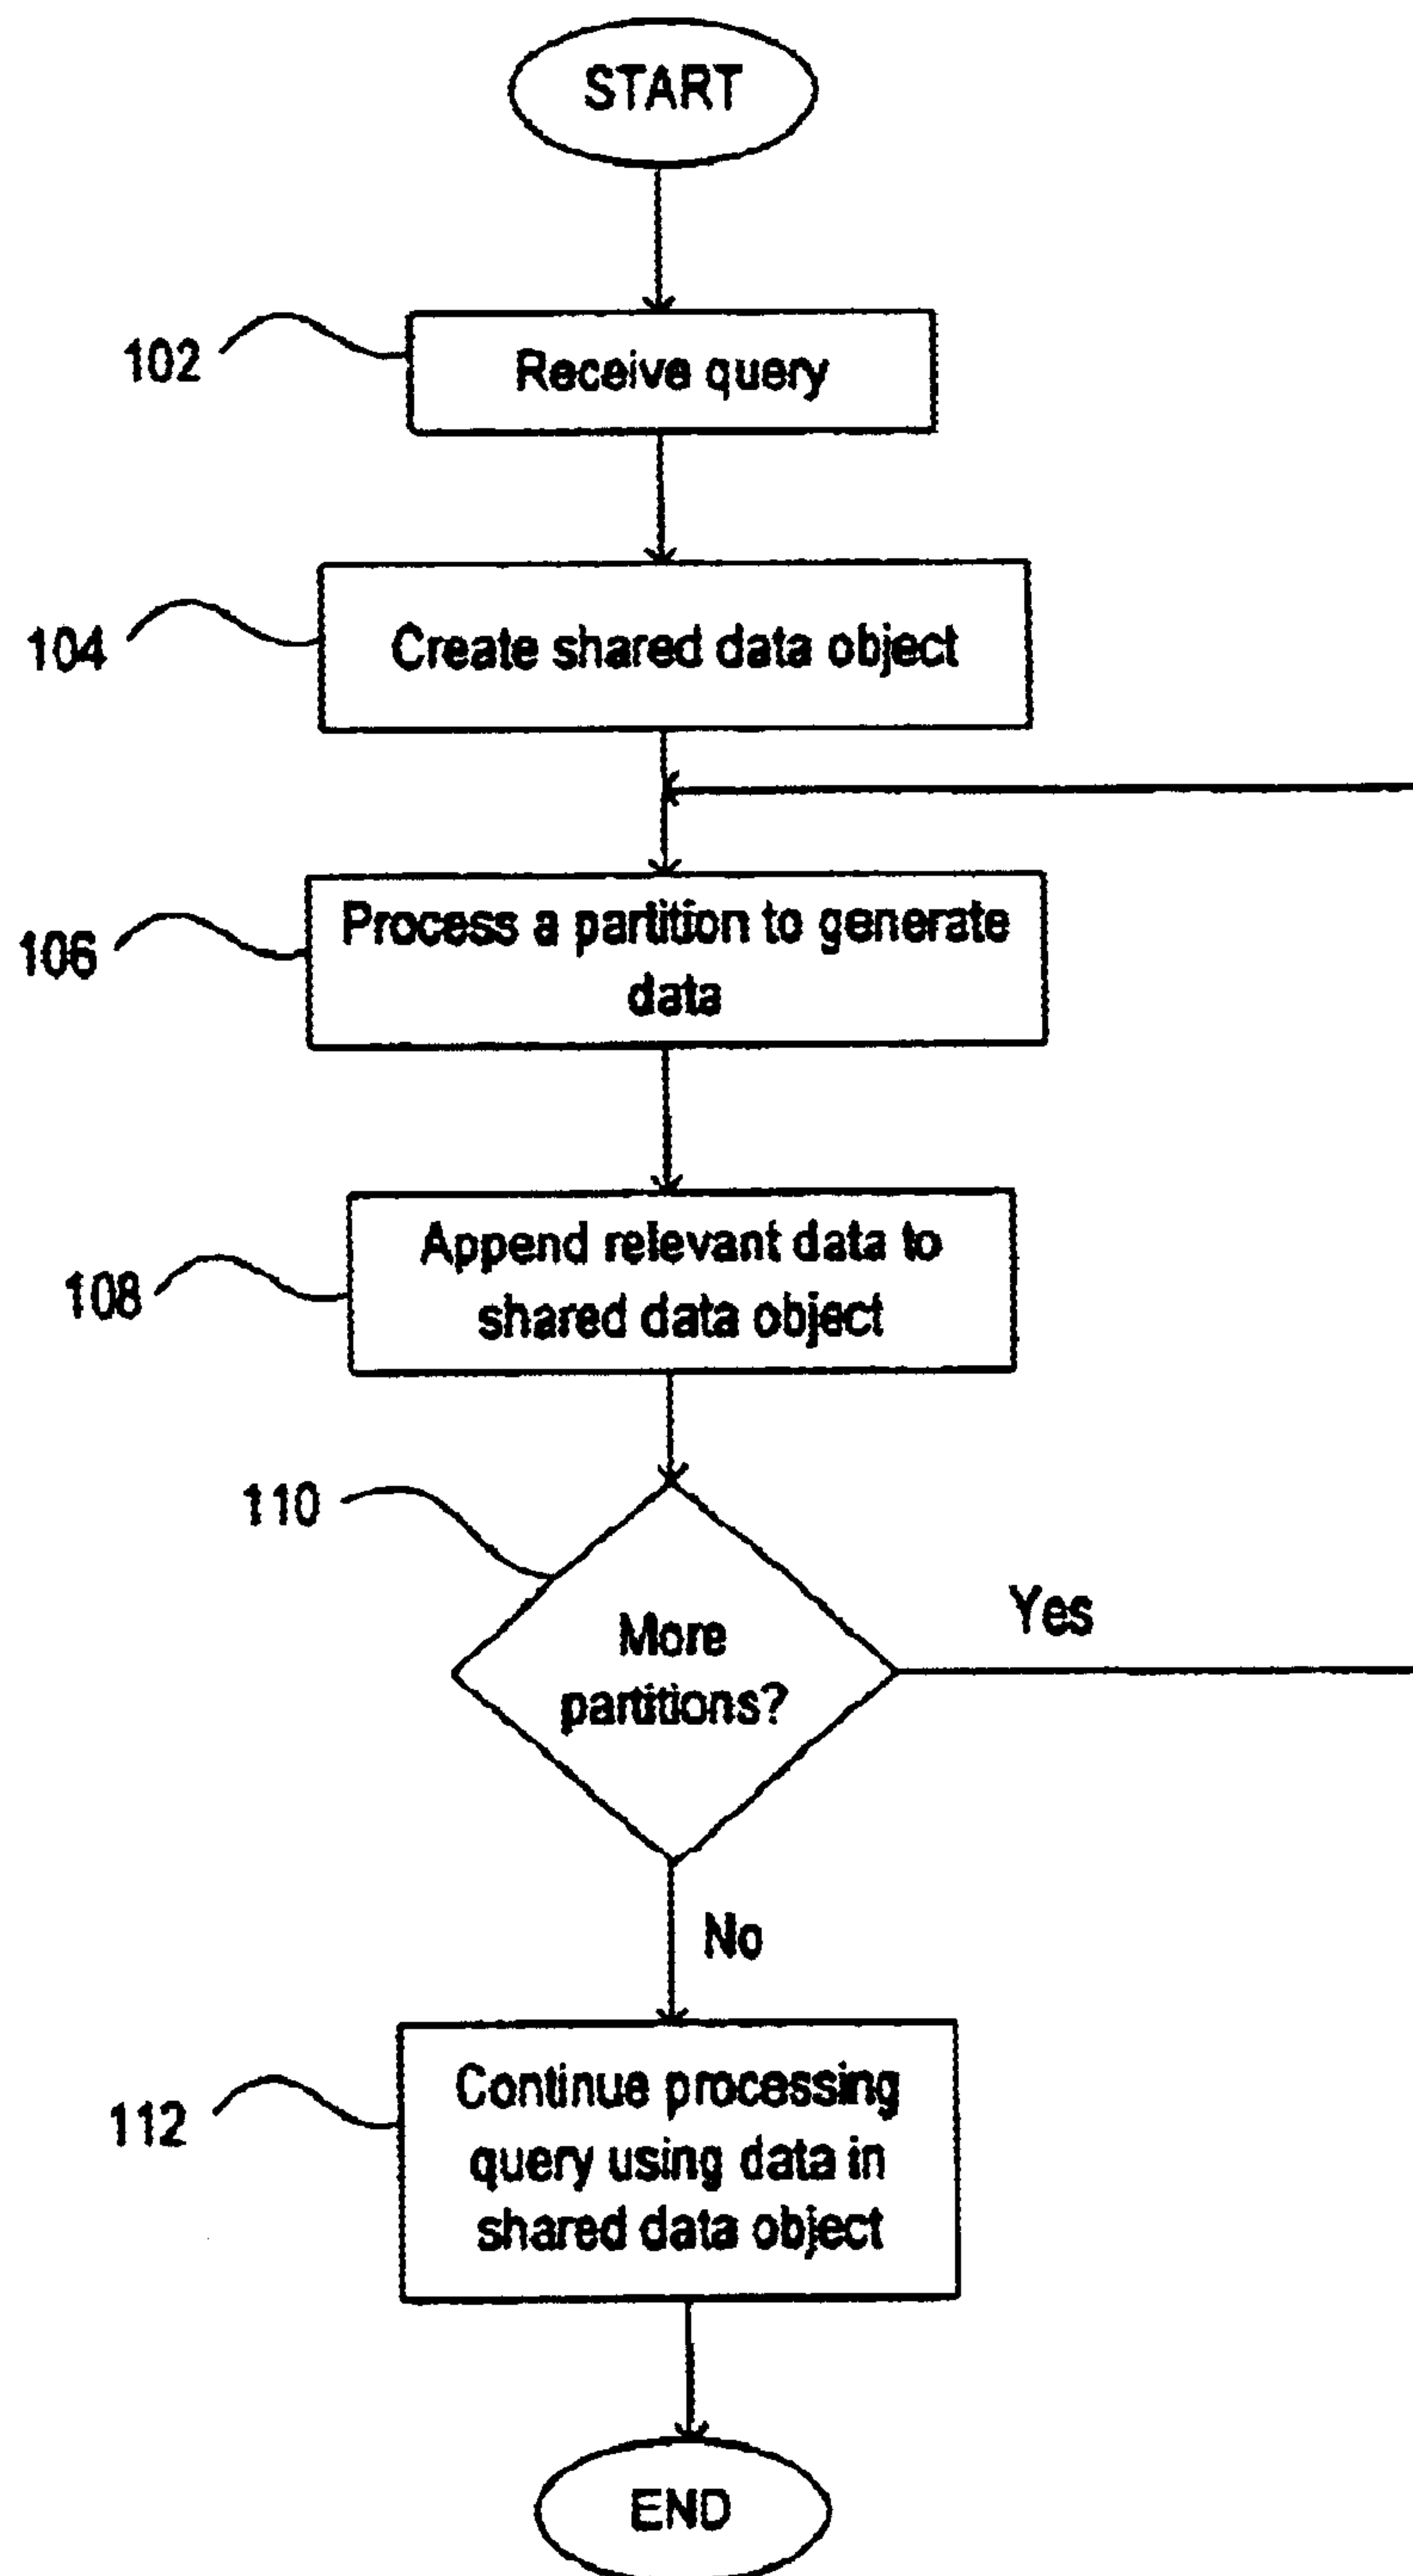 START
102
Receive query
104
Create shared data object
106
Process a partition to generate
data
108
Append relevant data to
shared data object
110
More
partitions?
Yes
No
112
Continue processing
query using data in
shared data object
END